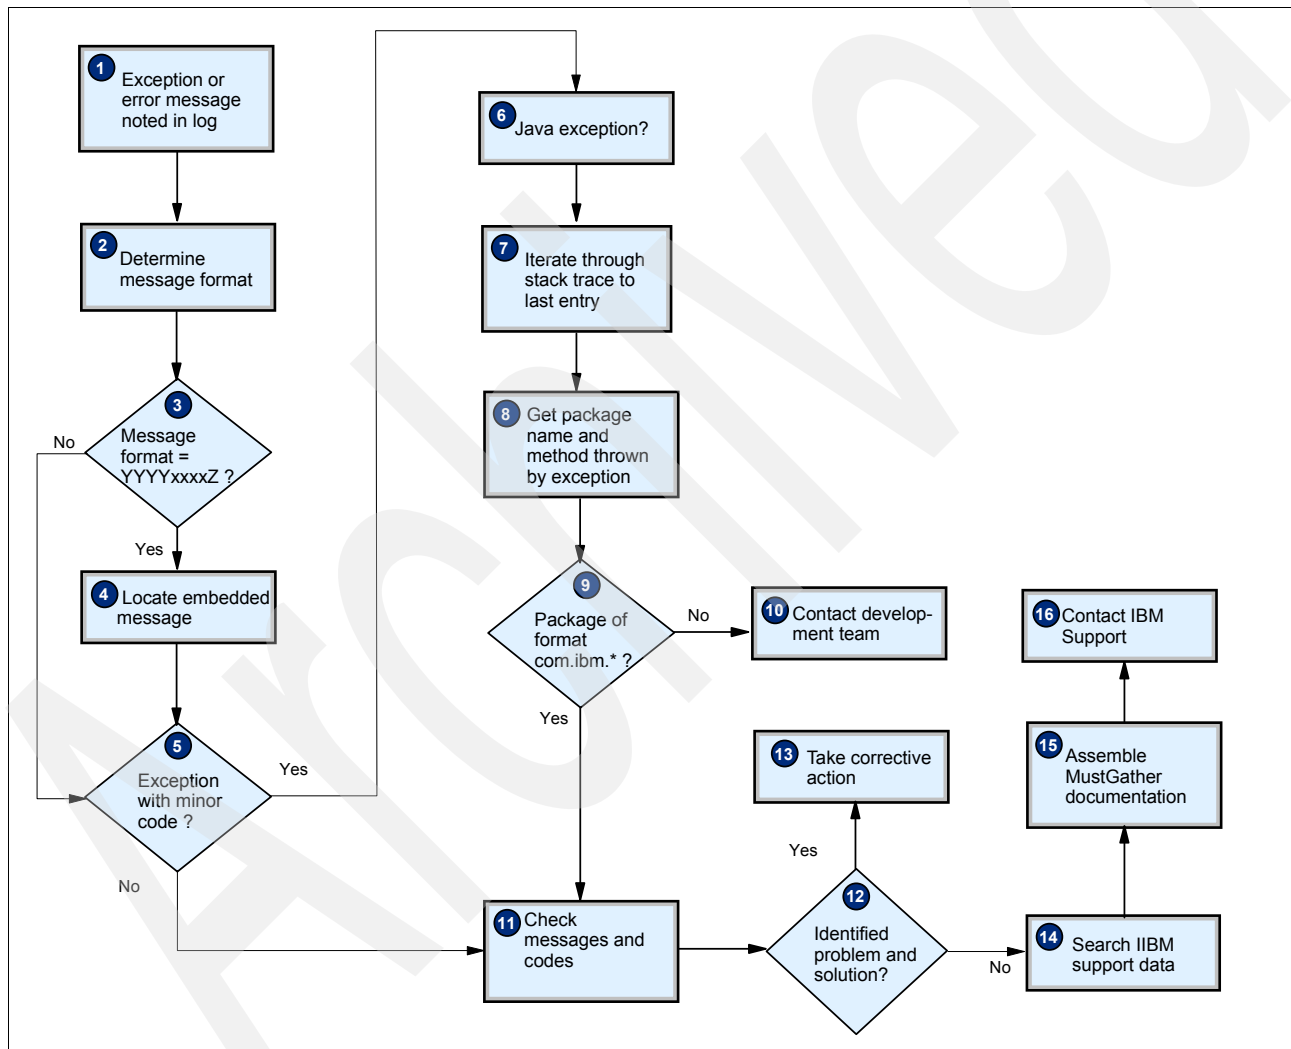 1
Exception or
error message
noted in log
2
Determine
message format
3
Message
format =
YYYYxxxxZ ?
No
Yes
4
Locate embedded
message
5
Exception
with minor
code ?
Yes
No
6
Java exception?
7
Iterate through
stack trace to
last entry
8
Get package
name and
method thrown
by exception
9
Package of
format
com.ibm.* ?
No
Yes
10
Contact develop-
ment team
11
Check
messages and
codes
12
Identified
problem and
solution?
Yes
No
13
Take corrective
action
14
Search IIBM
support data
15
Assemble
MustGather
documentation
16
Contact IBM
Support
Archived